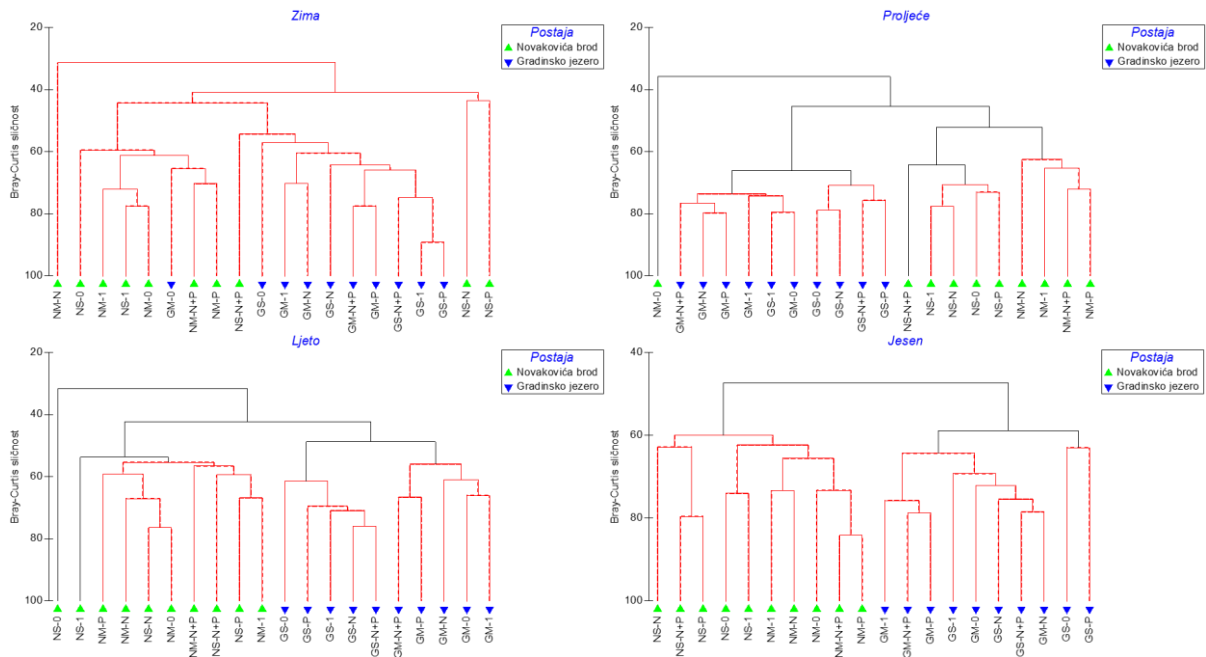 Zima
Bray-Curtis sličnost
20
40
60
80
100
Postaja
Novakovića brod
Gradinsko jezero
NM-N
NS-0
NM-1
NS-1
NM-0
GM-0
NM-N+P
NM-P
NS-N+P
GS-0
GM-1
GM-N
GS-N
GM-N+P
GM-P
GS-N+P
GS-1
GS-P
NS-N
NS-P
Proljeće
Bray-Curtis sličnost
20
40
60
80
100
Postaja
Novakovića brod
Gradinsko jezero
NM-0
GM-N+P
GM-N
GM-P
GM-1
GS-1
GM-0
GS-0
GS-N
GS-N+P
GS-P
NS-N+P
NS-1
NS-N
NS-0
NS-P
NM-N
NM-1
NM-N+P
NM-P
Ljeto
Bray-Curtis sličnost
20
40
60
80
100
Postaja
Novakovića brod
Gradinsko jezero
NS-0
NS-1
NM-P
NM-N
NS-N
NM-0
NM-N+P
NS-N+P
NS-P
NM-1
GS-0
GS-P
GS-1
GS-N
GS-N+P
GM-N+P
GM-P
GM-N
GM-0
GM-1
Jesen
Bray-Curtis sličnost
40
60
80
100
Postaja
Novakovića brod
Gradinsko jezero
NS-N
NS-N+P
NS-P
NS-0
NS-1
NM-1
NM-N
NM-0
NM-N+P
NM-P
GM-1
GM-N+P
GM-P
GS-1
GM-0
GS-N
GS-N+P
GM-N
GS-0
GS-P